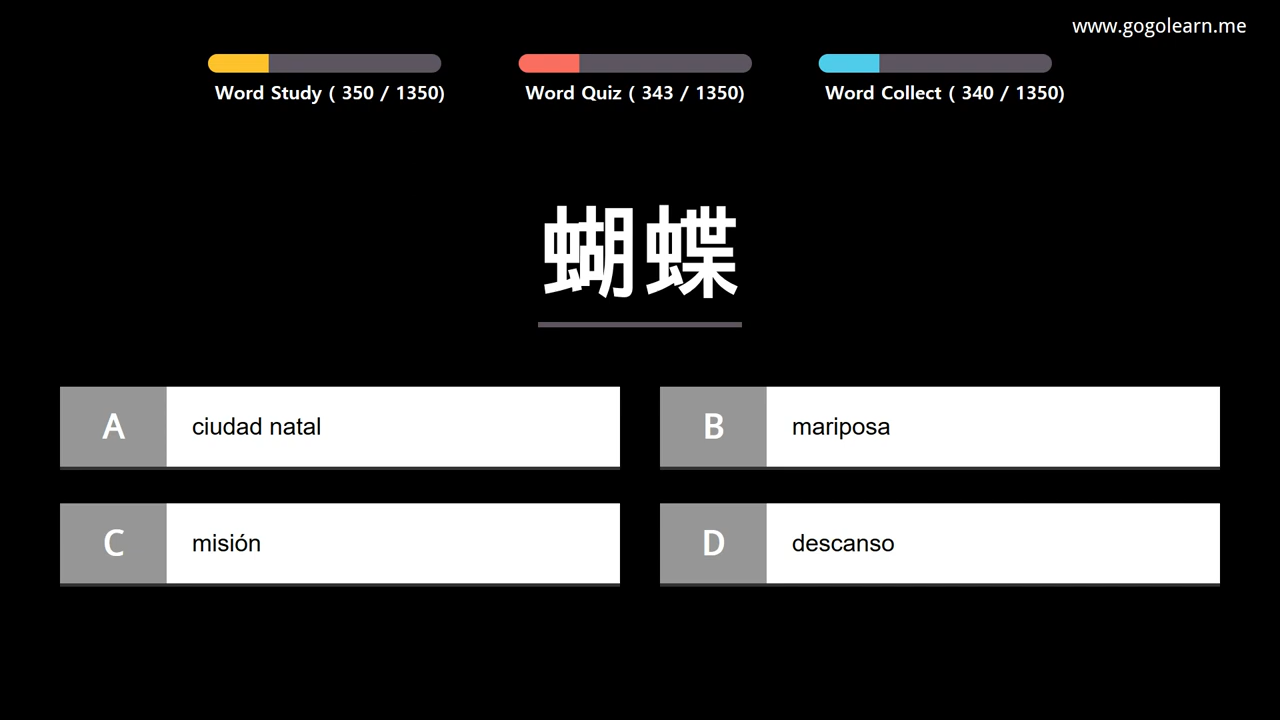 www.gogolearn.me
Word Study ( 350 / 1350)
Word Quiz ( 343 / 1350)
Word Collect ( 340 / 1350)
蝴蝶
A ciudad natal
B mariposa
C misión
D descanso